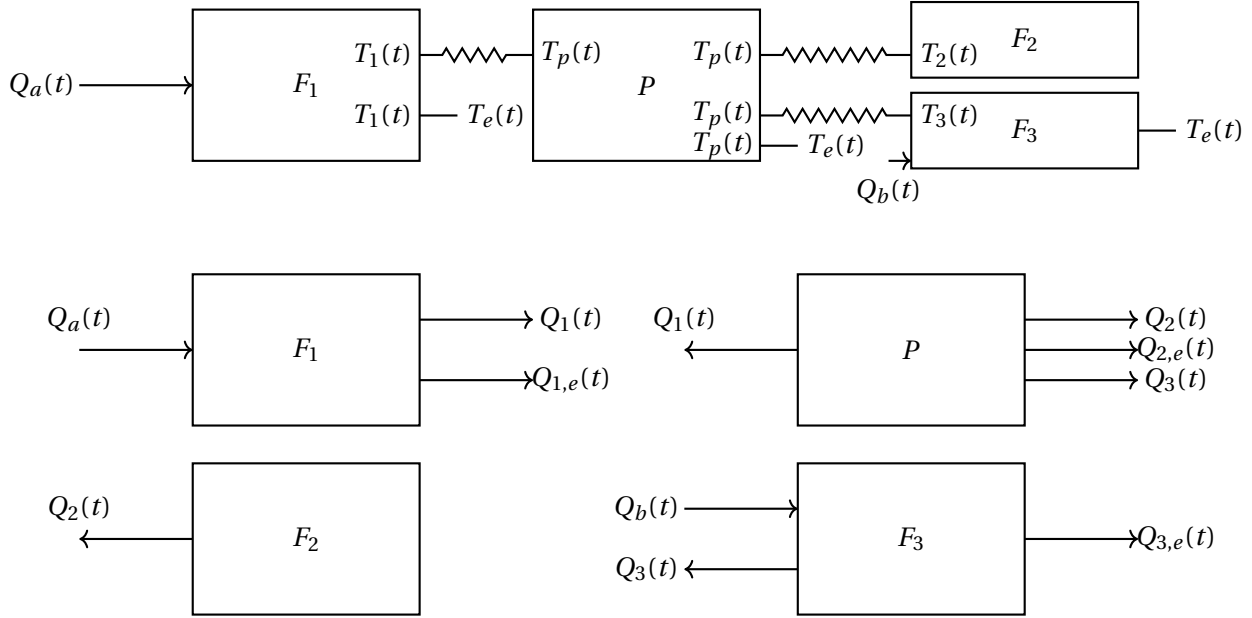 Q_a(t)
F_1
T_1(t)
T_1(t)
T_e(t)
T_p(t)
P
T_p(t)
T_p(t)
T_p(t)
T_e(t)
T_2(t)
F_2
T_3(t)
F_3
Q_b(t)
T_e(t)
Q_a(t)
F_1
Q_1(t)
Q_{1,e}(t)
Q_1(t)
P
Q_2(t)
Q_{2,e}(t)
Q_3(t)
Q_2(t)
F_2
Q_b(t)
Q_3(t)
F_3
Q_{3,e}(t)